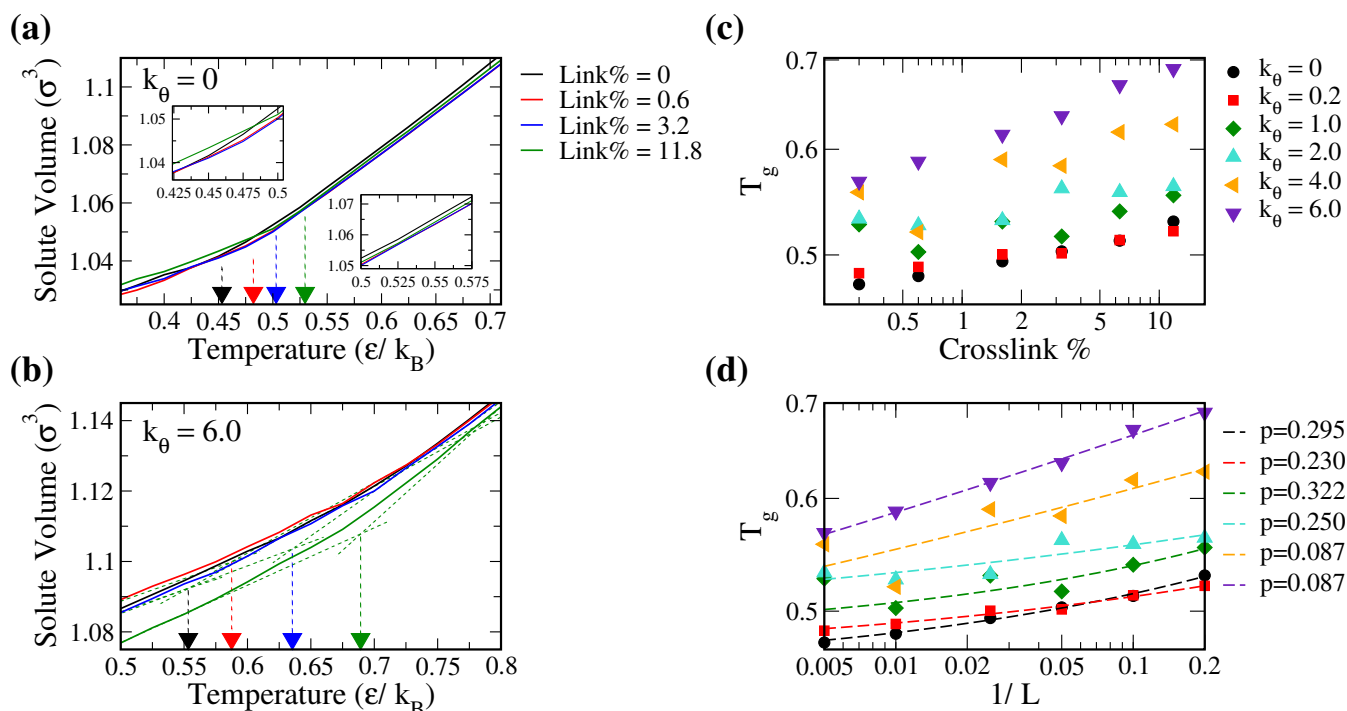 (a)
k_θ = 0
Solute Volume (σ³)
1.1
1.08
1.06
1.04
1.05
1.04
0.425 0.45 0.475 0.5
1.07
1.06
1.05
0.5 0.525 0.55 0.575
0.4 0.45 0.5 0.55 0.6 0.65 0.7
Temperature (ε/ k_B)
Link% = 0
Link% = 0.6
Link% = 3.2
Link% = 11.8
(c)
T_g
0.7
0.6
0.5
0.5 1 2 5 10
Crosslink %
k_θ = 0
k_θ = 0.2
k_θ = 1.0
k_θ = 2.0
k_θ = 4.0
k_θ = 6.0
(b)
k_θ = 6.0
Solute Volume (σ³)
1.14
1.12
1.1
1.08
0.5 0.55 0.6 0.65 0.7 0.75 0.8
Temperature (ε/ k_B)
(d)
T_g
0.7
0.6
0.5
0.005 0.01 0.02 0.05 0.1 0.2
1/ L
p=0.295
p=0.230
p=0.322
p=0.250
p=0.087
p=0.087